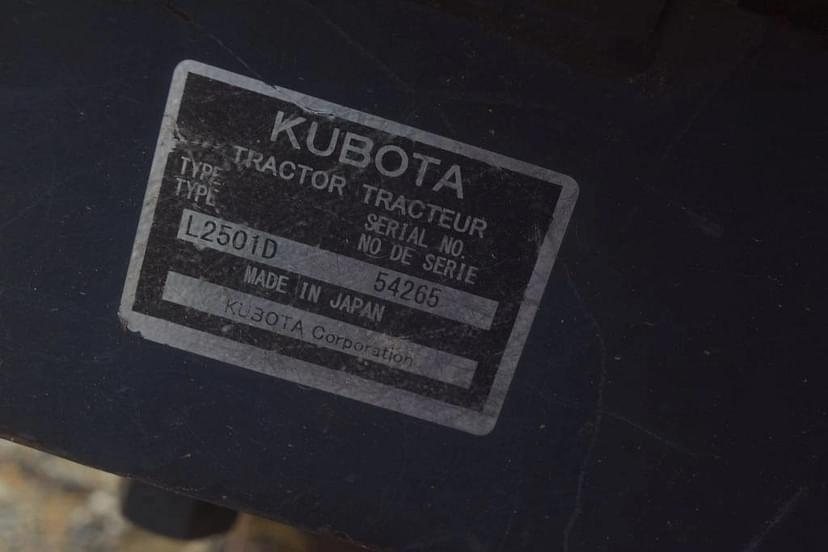 KUBOTA
TRACTOR TRACTEUR
TYPE SERIAL NO.
TYPE NO DE SERIE
L2501D 54265
MADE IN JAPAN
KUBOTA Corporation